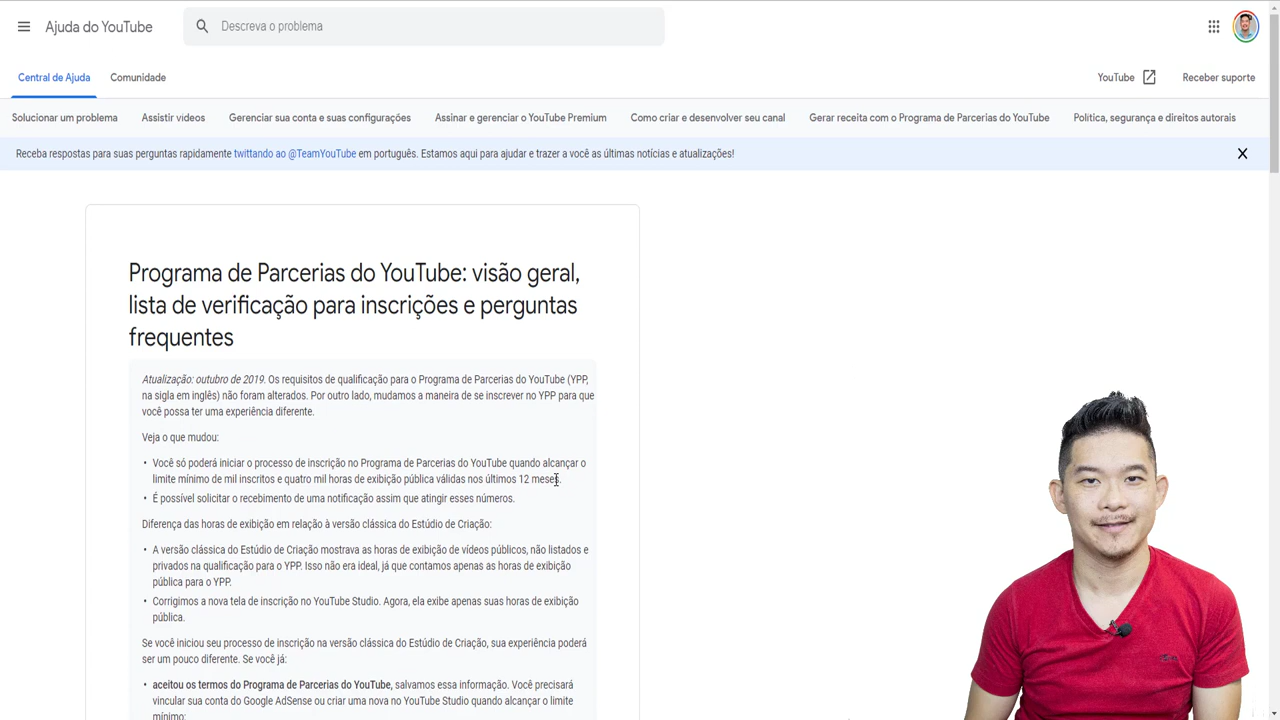 Ajuda do YouTube
Descreva o problema
Central de Ajuda
Comunidade
YouTube
Receber suporte
Solucionar um problema
Assistir vídeos
Gerenciar sua conta e suas configurações
Assinar e gerenciar o YouTube Premium
Como criar e desenvolver seu canal
Gerar receita com o Programa de Parcerias do YouTube
Política, segurança e direitos autorais
Receba respostas para suas perguntas rapidamente twittando ao @TeamYouTube em português. Estamos aqui para ajudar e trazer a você as últimas notícias e atualizações!
Programa de Parcerias do YouTube: visão geral,
lista de verificação para inscrições e perguntas
frequentes
Atualização: outubro de 2019. Os requisitos de qualificação para o Programa de Parcerias do YouTube (YPP,
na sigla em inglês) não foram alterados. Por outro lado, mudamos a maneira de se inscrever no YPP para que
você possa ter uma experiência diferente.
Veja o que mudou:
• Você só poderá iniciar o processo de inscrição no Programa de Parcerias do YouTube quando alcançar o
limite mínimo de mil inscritos e quatro mil horas de exibição pública válidas nos últimos 12 meses.
• É possível solicitar o recebimento de uma notificação assim que atingir esses números.
Diferença das horas de exibição em relação à versão clássica do Estúdio de Criação:
• A versão clássica do Estúdio de Criação mostrava as horas de exibição de vídeos públicos, não listados e
privados na qualificação para o YPP. Isso não era ideal, já que contamos apenas as horas de exibição
pública para o YPP.
• Corrigimos a nova tela de inscrição no YouTube Studio. Agora, ela exibe apenas suas horas de exibição
pública.
Se você iniciou seu processo de inscrição na versão clássica do Estúdio de Criação, sua experiência poderá
ser um pouco diferente. Se você já:
• aceitou os termos do Programa de Parcerias do YouTube, salvamos essa informação. Você precisará
vincular sua conta do Google AdSense ou criar uma nova no YouTube Studio quando alcançar o limite
mínimo;